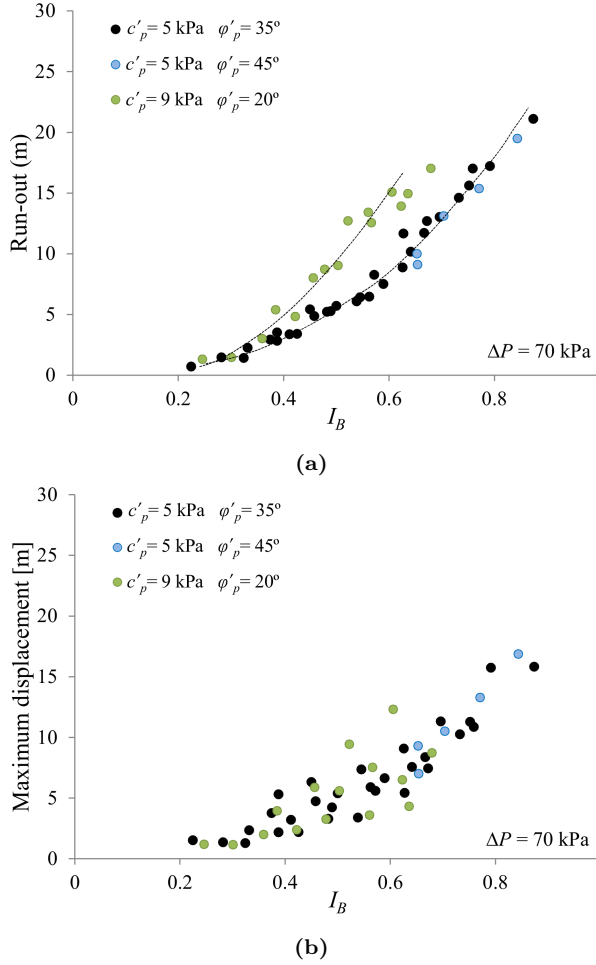 30
c′p= 5 kPa φ′p= 35º
25
c′p= 5 kPa φ′p= 45º
c′p= 9 kPa φ′p= 20º
20
15
Run-out (m)
10
5
ΔP = 70 kPa
0
0 0.2 0.4 0.6 0.8
IB
(a)
30
c′p= 5 kPa φ′p= 35º
c′p= 5 kPa φ′p= 45º
25
c′p= 9 kPa φ′p= 20º
20
15
Maximum displacement [m]
10
5
ΔP = 70 kPa
0
0 0.2 0.4 0.6 0.8
IB
(b)